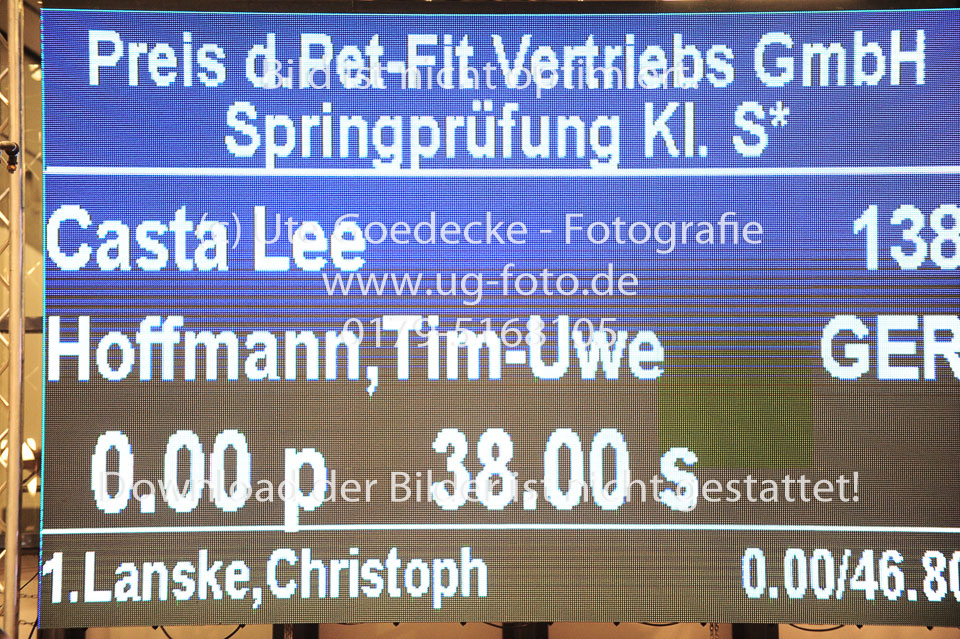 Preis d.Pet-Fit Vertriebs GmbH
Bild ist nicht optimiert!
Springprüfung Kl. S*
Casta Lee 138
(c) Ute Goedecke - Fotografie
www.ug-foto.de
0179-5168105
Hoffmann,Tim-Uwe GER
0.00 p 38.00 s
Download der Bilder ist nicht gestattet!
1.Lanske,Christoph 0.00/46.80